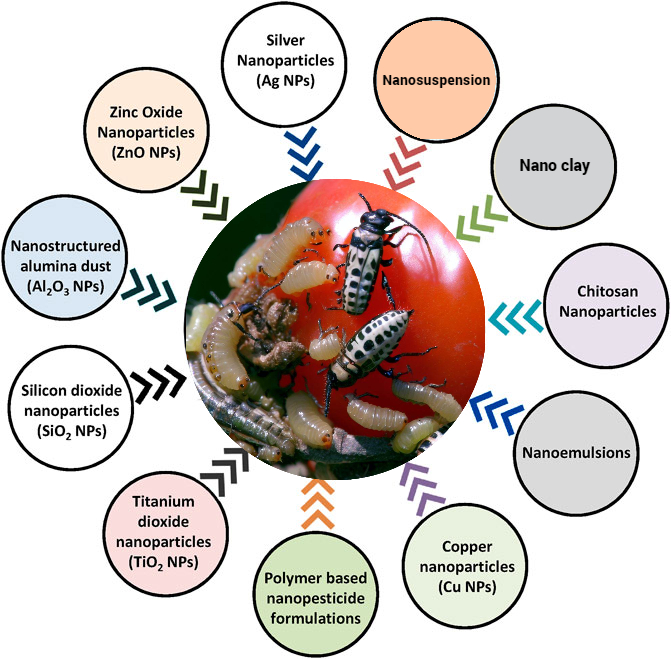 Silver
Nanoparticles
(Ag NPs)
Nanosuspension
Nano clay
Chitosan
Nanoparticles
Nanoemulsions
Copper
nanoparticles
(Cu NPs)
Polymer based
nanopesticide
formulations
Titanium
dioxide
nanoparticles
(TiO₂ NPs)
Silicon dioxide
nanoparticles
(SiO₂ NPs)
Nanostructured
alumina dust
(Al₂O₃ NPs)
Zinc Oxide
Nanoparticles
(ZnO NPs)